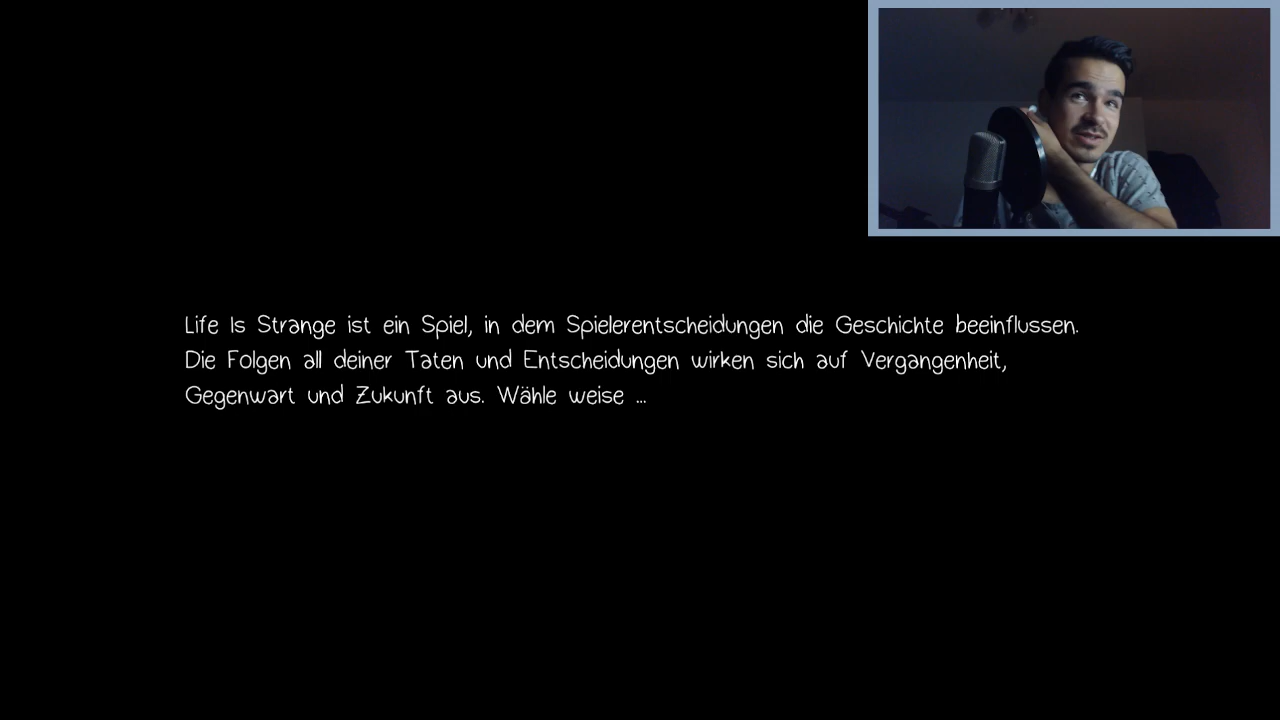 Life Is Strange ist ein Spiel, in dem Spielerentscheidungen die Geschichte beeinflussen.
Die Folgen all deiner Taten und Entscheidungen wirken sich auf Vergangenheit,
Gegenwart und Zukunft aus. Wähle weise ...